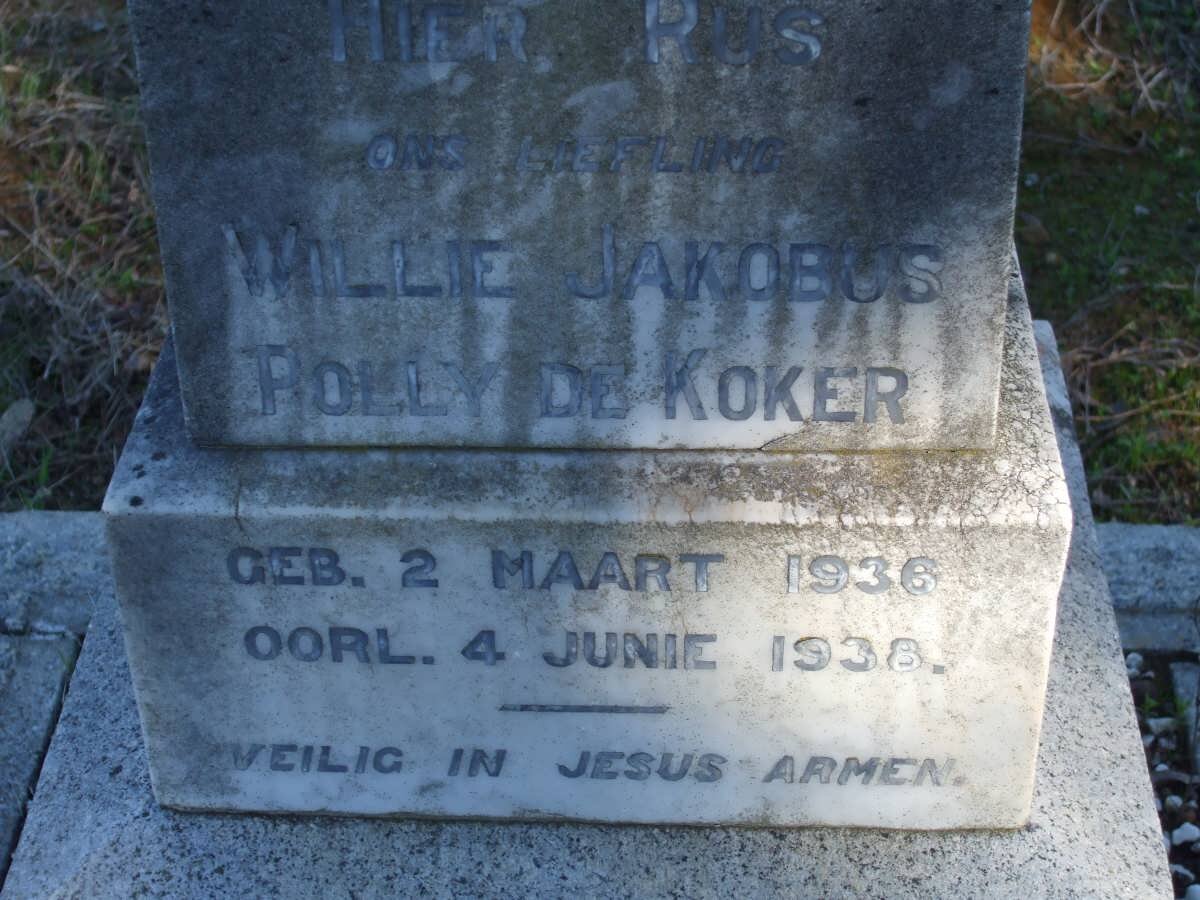 HIER RUS
ONS LIEFLING
WILLIE JAKOBUS
POLLY DE KOKER
GEB. 2 MAART 1936
OORL. 4 JUNIE 1938.
VEILIG IN JESUS ARMEN.